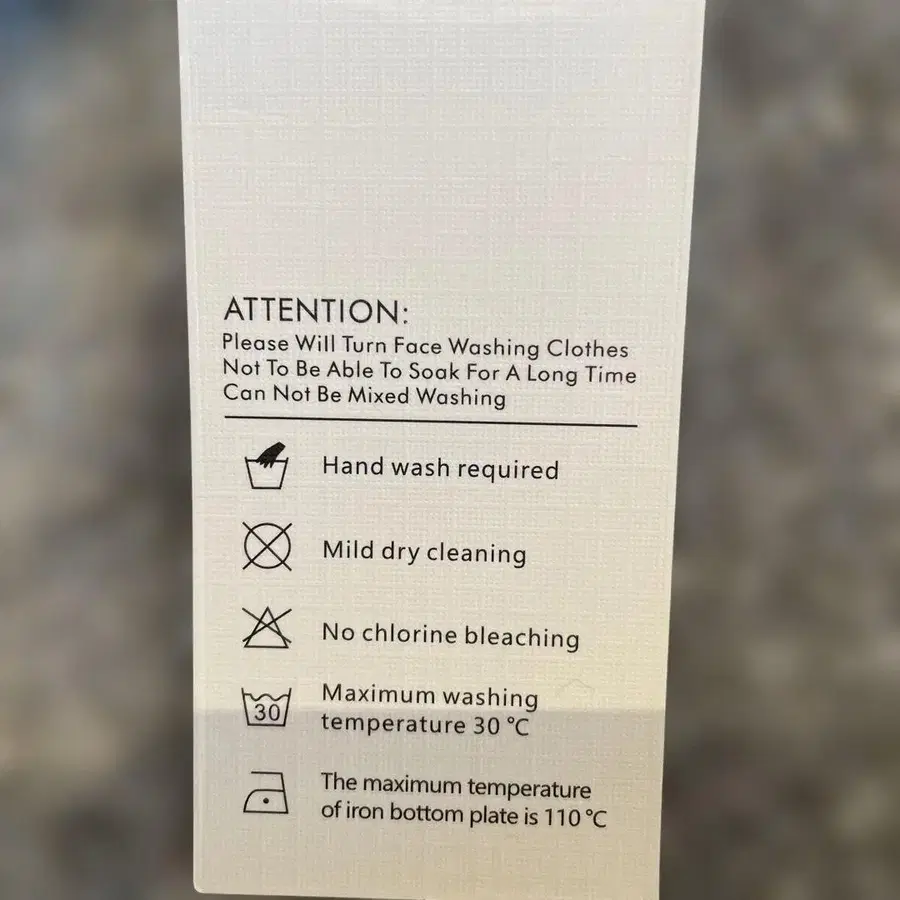 ATTENTION:
Please Will Turn Face Washing Clothes
Not To Be Able To Soak For A Long Time
Can Not Be Mixed Washing
Hand wash required
Mild dry cleaning
No chlorine bleaching
30
Maximum washing
temperature 30 °C
The maximum temperature
of iron bottom plate is 110 °C